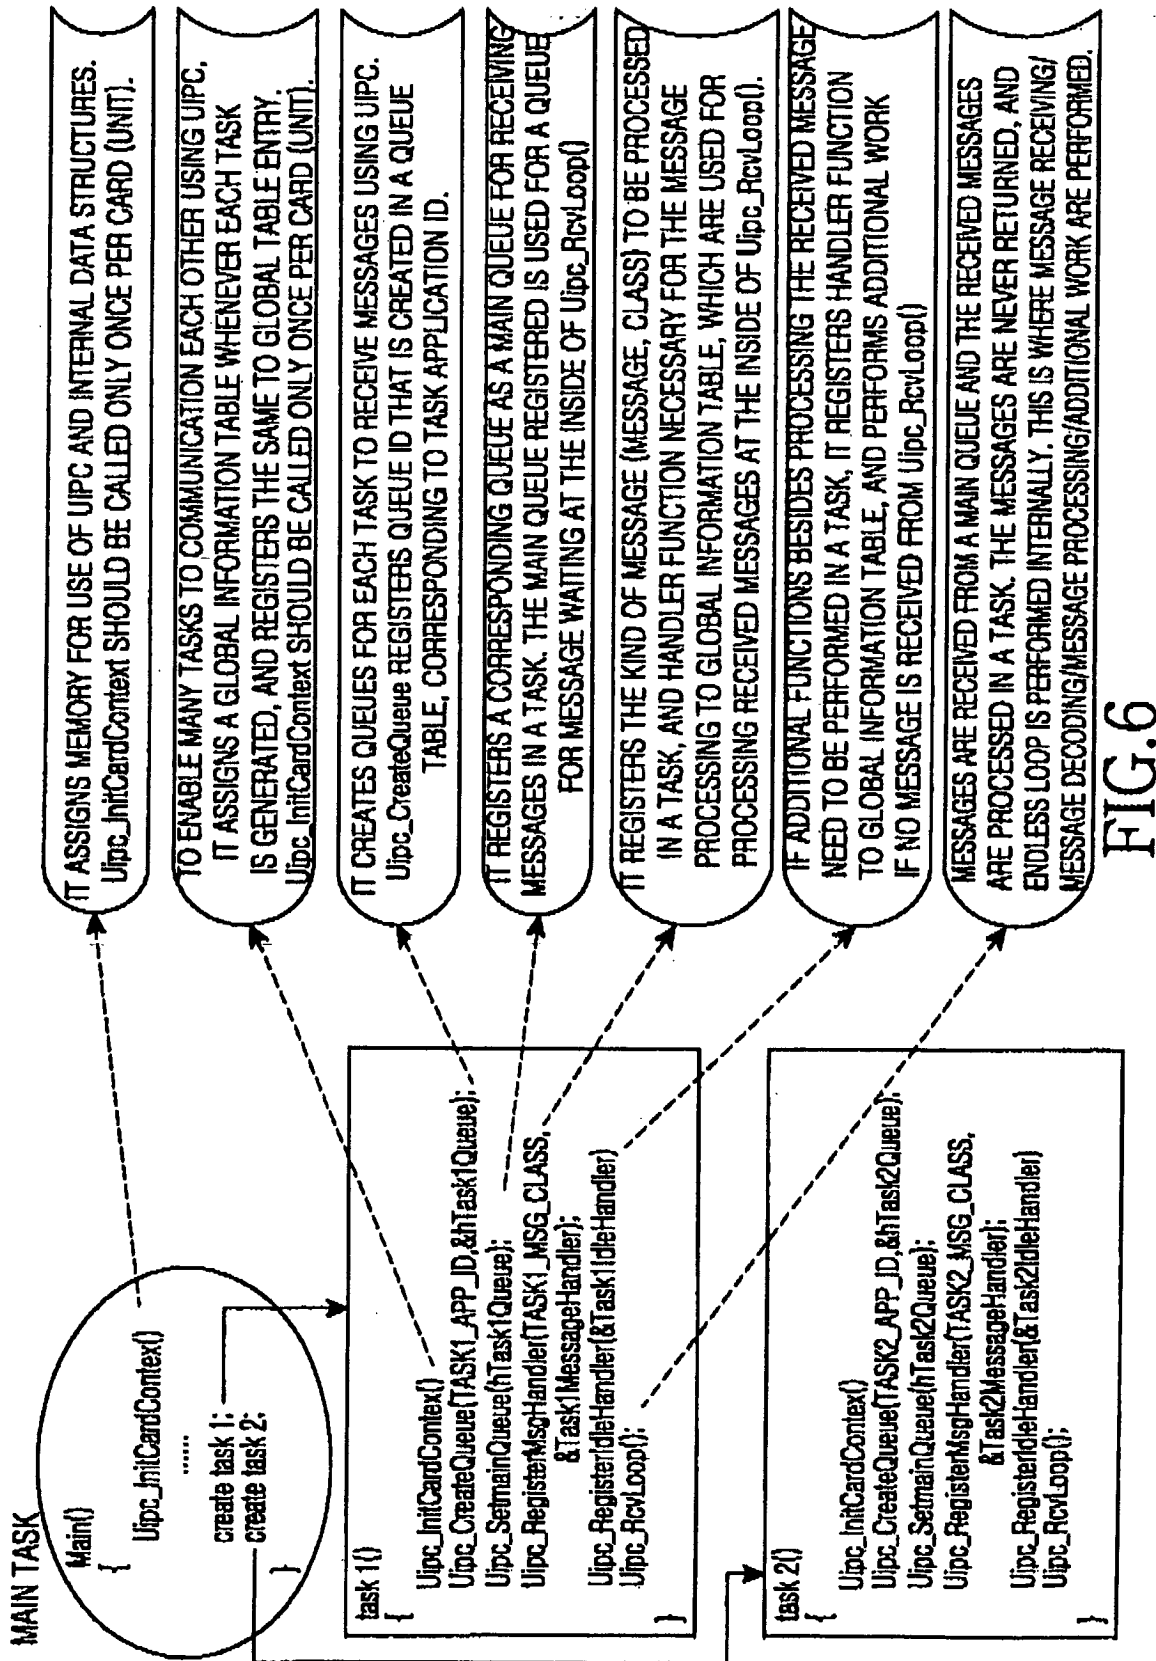 MAIN TASK
Main()
{
Uipc_InitCardContex()
......
create task 1;
create task 2;
}
task 1()
{
Uipc_InitCardContex()
Uipc_CreateQueue(TASK1_APP_ID,&hTask1Queue);
Uipc_SetmainQueue(hTask1Queue);
Uipc_RegisterMsgHandler(TASK1_MSG_CLASS,
&Task1MessageHandler);
Uipc_RegisterIdleHandler(&Task1IdleHandler)
Uipc_RcvLoop();
}
task 2()
{
Uipc_InitCardContex()
Uipc_CreateQueue(TASK2_APP_ID,&hTask2Queue);
Uipc_SetmainQueue(hTask2Queue);
Uipc_RegisterMsgHandler(TASK2_MSG_CLASS,
&Task2MessageHandler);
Uipc_RegisterIdleHandler(&Task2IdleHandler)
Uipc_RcvLoop();
}
IT ASSIGNS MEMORY FOR USE OF UIPC AND INTERNAL DATA STRUCTURES.
Uipc_InitCardContext SHOULD BE CALLED ONLY ONCE PER CARD (UNIT).
TO ENABLE MANY TASKS TO COMMUNICATION EACH OTHER USING UIPC,
IT ASSIGNS A GLOBAL INFORMATION TABLE WHENEVER EACH TASK
IS GENERATED, AND REGISTERS THE SAME TO GLOBAL TABLE ENTRY.
Uipc_InitCardContext SHOULD BE CALLED ONLY ONCE PER CARD (UNIT).
IT CREATES QUEUES FOR EACH TASK TO RECEIVE MESSAGES USING UIPC.
Uipc_CreateQueue REGISTERS QUEUE ID THAT IS CREATED IN A QUEUE
TABLE, CORRESPONDING TO TASK APPLICATION ID.
IT REGISTERS A CORRESPONDING QUEUE AS A MAIN QUEUE FOR RECEIVING
MESSAGES IN A TASK. THE MAIN QUEUE REGISTERED IS USED FOR A QUEUE
FOR MESSAGE WAITING AT THE INSIDE OF Uipc_RcvLoop()
IT REGISTERS THE KIND OF MESSAGE (MESSAGE, CLASS) TO BE PROCESSED
IN A TASK, AND HANDLER FUNCTION NECESSARY FOR THE MESSAGE
PROCESSING TO GLOBAL INFORMATION TABLE, WHICH ARE USED FOR
PROCESSING RECEIVED MESSAGES AT THE INSIDE OF Uipc_RcvLoop().
IF ADDITIONAL FUNCTIONS BESIDES PROCESSING THE RECEIVED MESSAGE
NEED TO BE PERFORMED IN A TASK, IT REGISTERS HANDLER FUNCTION
TO GLOBAL INFORMATION TABLE, AND PERFORMS ADDITIONAL WORK
IF NO MESSAGE IS RECEIVED FROM Uipc_RcvLoop()
MESSAGES ARE RECEIVED FROM A MAIN QUEUE AND THE RECEIVED MESSAGES
ARE PROCESSED IN A TASK. THE MESSAGES ARE NEVER RETURNED, AND
ENDLESS LOOP IS PERFORMED INTERNALLY. THIS IS WHERE MESSAGE RECEIVING/
MESSAGE DECODING/MESSAGE PROCESSING/ADDITIONAL WORK ARE PERFORMED.
FIG.6